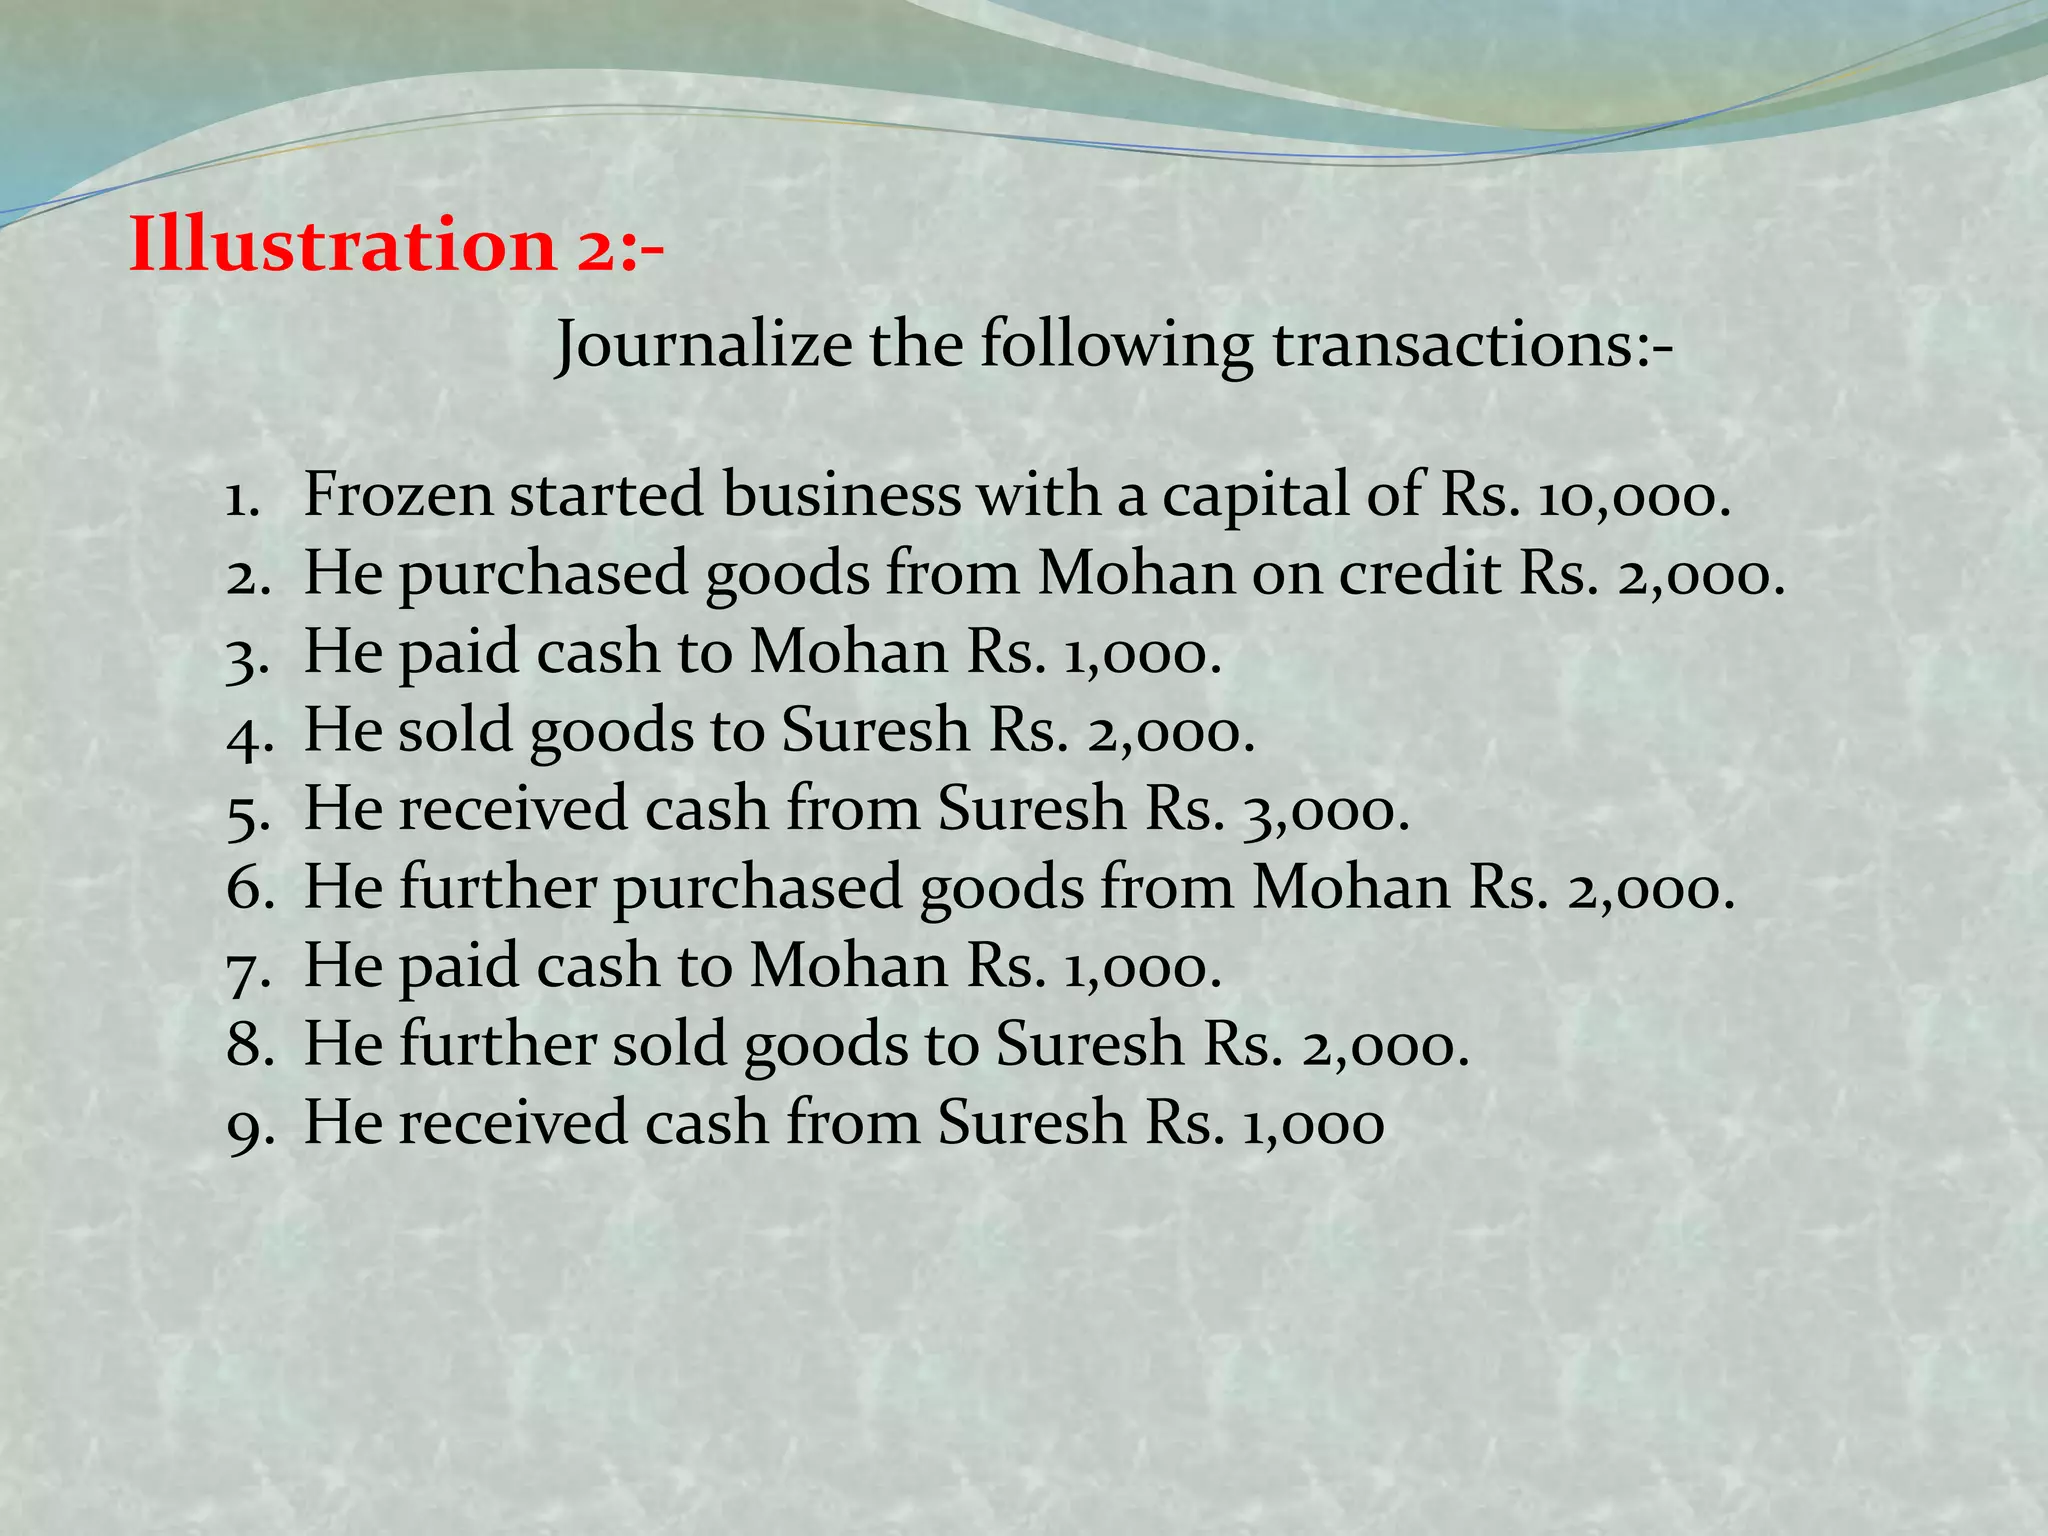 Illustration 2:-
Journalize the following transactions:-
1. Frozen started business with a capital of Rs. 10,000.
2. He purchased goods from Mohan on credit Rs. 2,000.
3. He paid cash to Mohan Rs. 1,000.
4. He sold goods to Suresh Rs. 2,000.
5. He received cash from Suresh Rs. 3,000.
6. He further purchased goods from Mohan Rs. 2,000.
7. He paid cash to Mohan Rs. 1,000.
8. He further sold goods to Suresh Rs. 2,000.
9. He received cash from Suresh Rs. 1,000